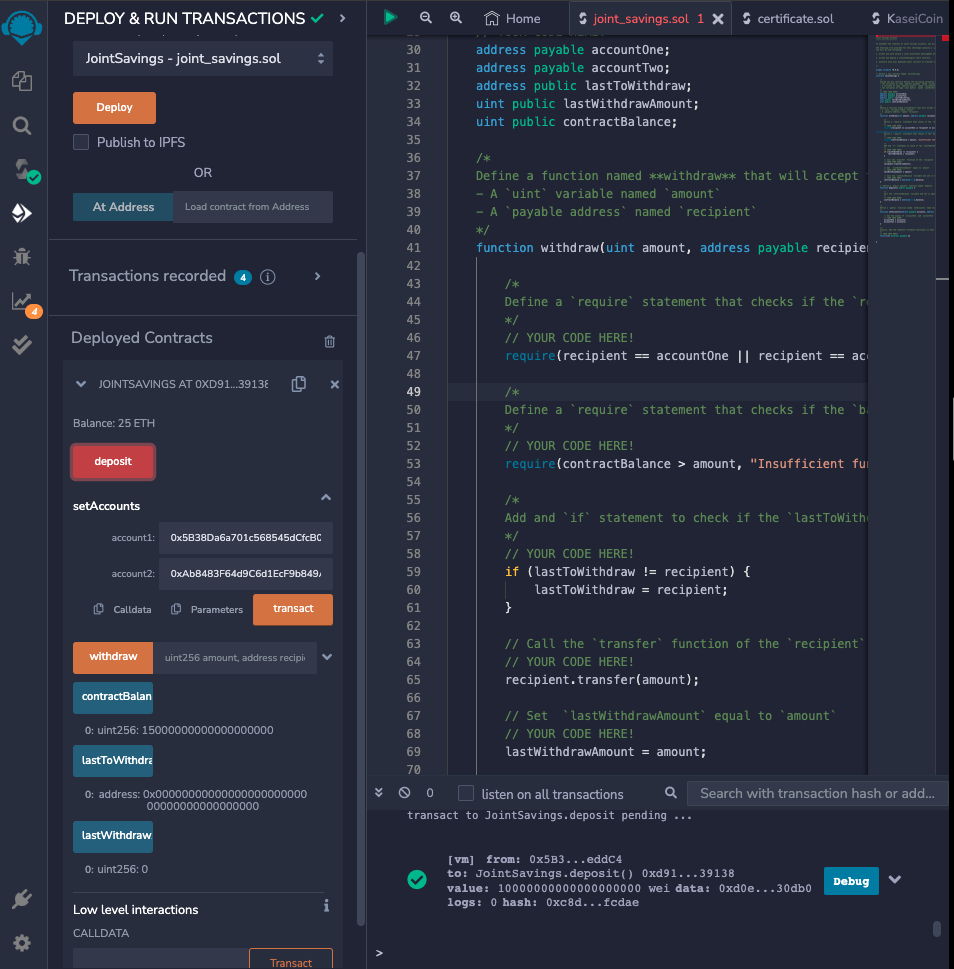 DEPLOY & RUN TRANSACTIONS
JointSavings - joint_savings.sol
Deploy
Publish to IPFS
OR
At Address
Load contract from Address
Transactions recorded 4 i
Deployed Contracts
JOINTSAVINGS AT 0XD91...39138
Balance: 25 ETH
deposit
setAccounts
account1:
0x5B38Da6a701c568545dCfcB0
account2:
0xAb8483F64d9C6d1EcF9b849
Calldata
Parameters
transact
withdraw
uint256 amount, address recipi
contractBalan
0: uint256: 15000000000000000000
lastToWithdra
0: address: 0x00000000000000000000
00000000000000000000
lastWithdraw
0: uint256: 0
Low level interactions
i
CALLDATA
Transact
4
Home
joint_savings.sol 1
certificate.sol
KaseiCoin
30 address payable accountOne;
31 address payable accountTwo;
32 address public lastToWithdraw;
33 uint public lastWithdrawAmount;
34 uint public contractBalance;
35
36 /*
37 Define a function named **withdraw** that will accept
38 - A `uint` variable named `amount`
39 - A `payable address` named `recipient`
40 */
41 function withdraw(uint amount, address payable recipie
42
43 /*
44 Define a `require` statement that checks if the `re
45 */
46 // YOUR CODE HERE!
47 require(recipient == accountOne || recipient == acc
48
49 /*
50 Define a `require` statement that checks if the `ba
51 */
52 // YOUR CODE HERE!
53 require(contractBalance > amount, "Insufficient fun
54
55 /*
56 Add and `if` statement to check if the `lastToWith
57 */
58 // YOUR CODE HERE!
59 if (lastToWithdraw != recipient) {
60 lastToWithdraw = recipient;
61 }
62
63 // Call the `transfer` function of the `recipient`
64 // YOUR CODE HERE!
65 recipient.transfer(amount);
66
67 // Set  `lastWithdrawAmount` equal to `amount`
68 // YOUR CODE HERE!
69 lastWithdrawAmount = amount;
70
0
listen on all transactions
Search with transaction hash or add...
transact to JointSavings.deposit pending ...
[vm] from: 0x5B3...eddC4
to: JointSavings.deposit() 0xd91...39138
value: 10000000000000000000 wei data: 0xd0e...30db0
logs: 0 hash: 0xc8d...fcdae
Debug
>